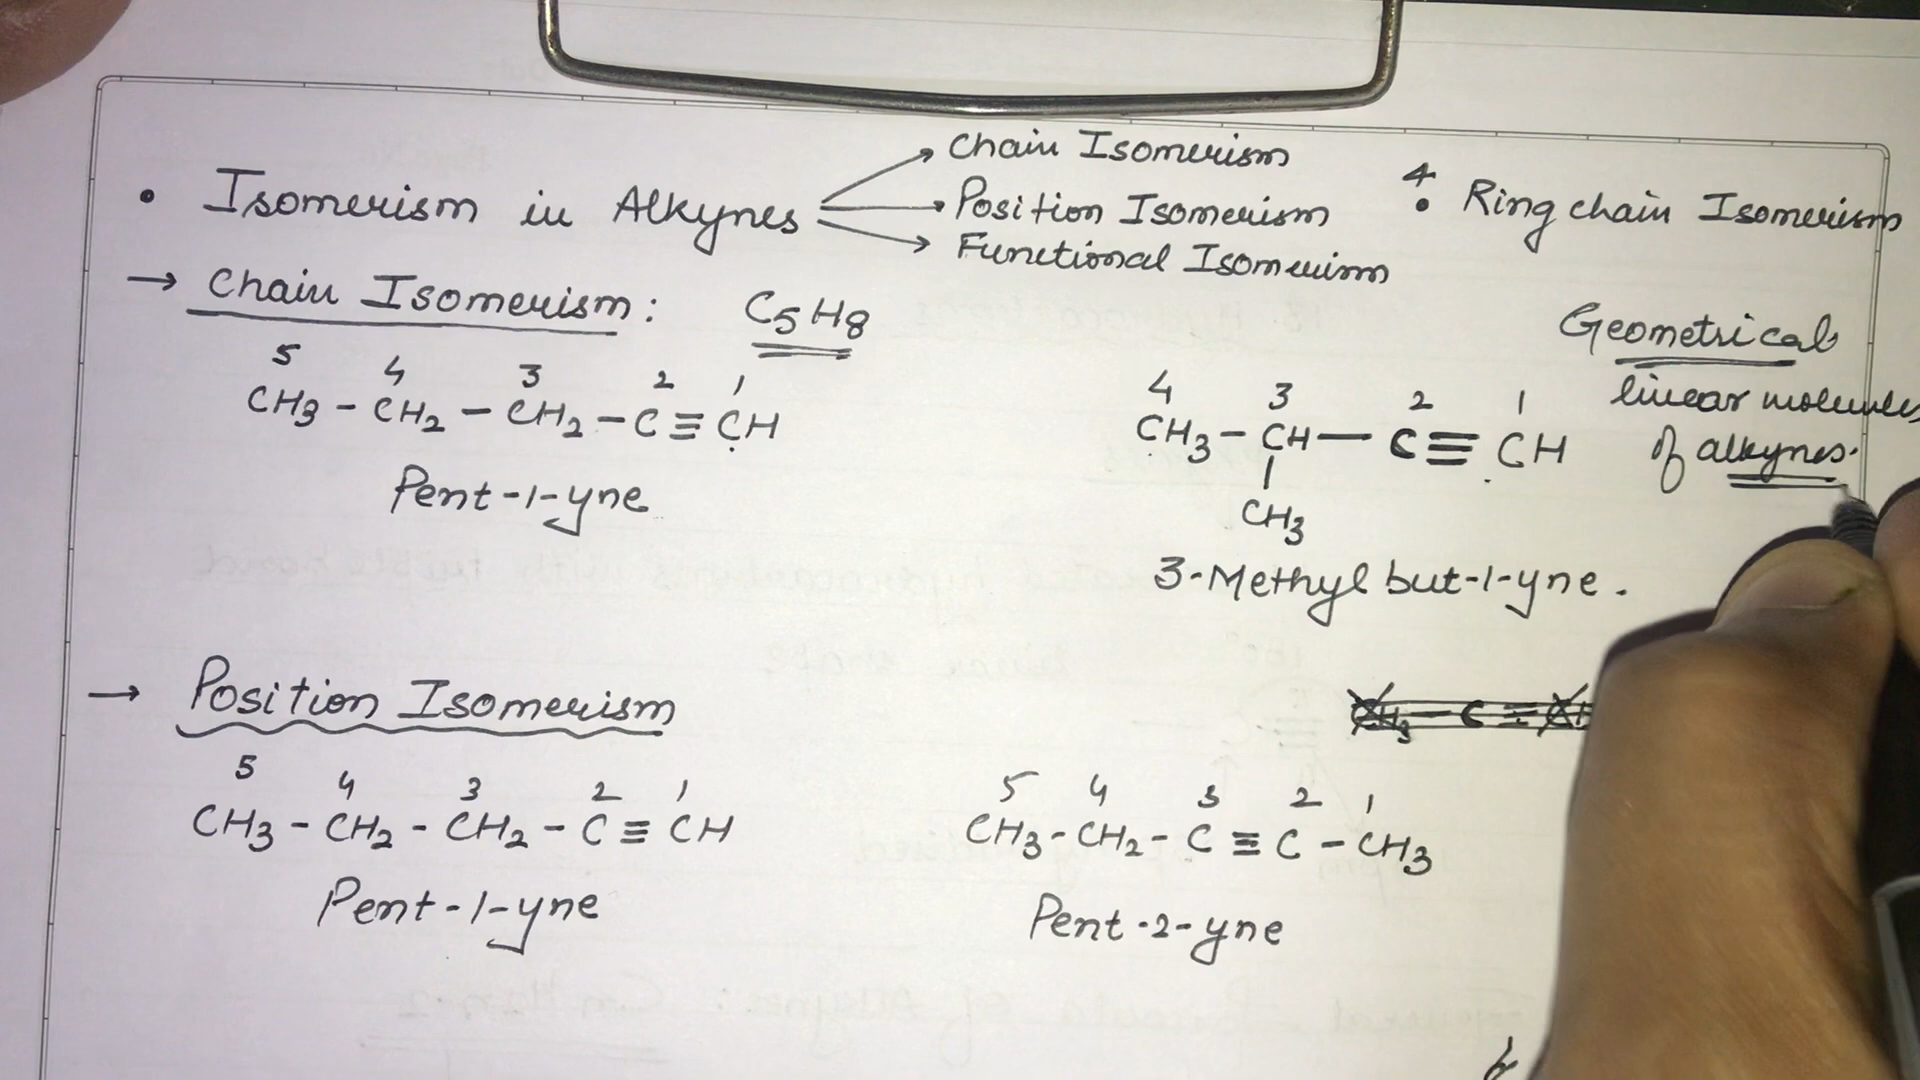 Chain Isomerism
• Isomerism in Alkynes → Position Isomerism
Functional Isomerism
4
• Ring chain Isomerism
→ Chain Isomerism: C5H8
5 4 3 2 1
CH3 - CH2 - CH2 - C ≡ CH
Pent-1-yne
4 3 2 1
CH3 - CH - C ≡ CH
|
CH3
3-Methyl but-1-yne.
Geometrical
linear molecules
of alkynes.
→ Position Isomerism
CH3 - C ≡
5 4 3 2 1
CH3 - CH2 - CH2 - C ≡ CH
Pent-1-yne
5 4 3 2 1
CH3 - CH2 - C ≡ C - CH3
Pent-2-yne